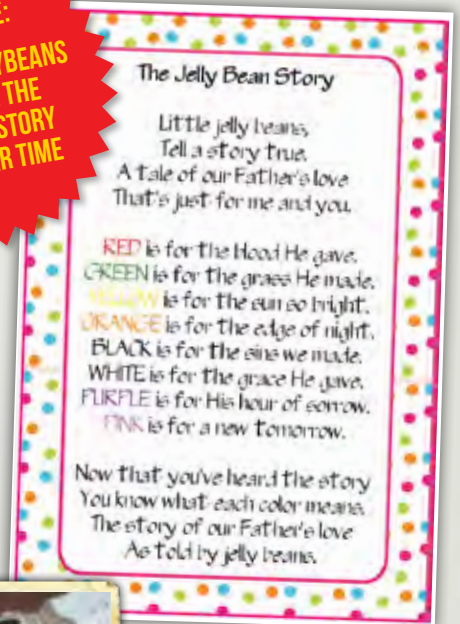 E:
YBEANS
THE
STORY
R TIME
The Jelly Bean Story
Little jelly beans,
Tell a story true.
A tale of our Father's love
That's just for me and you.
RED is for the blood He gave.
GREEN is for the grass He made.
YELLOW is for the sun so bright.
ORANGE is for the edge of night.
BLACK is for the sins we made.
WHITE is for the grace He gave.
PURPLE is for His hour of sorrow.
PINK is for a new tomorrow.
Now that you've heard the story
You know what each color means.
The story of our Father's love
As told by jelly beans.